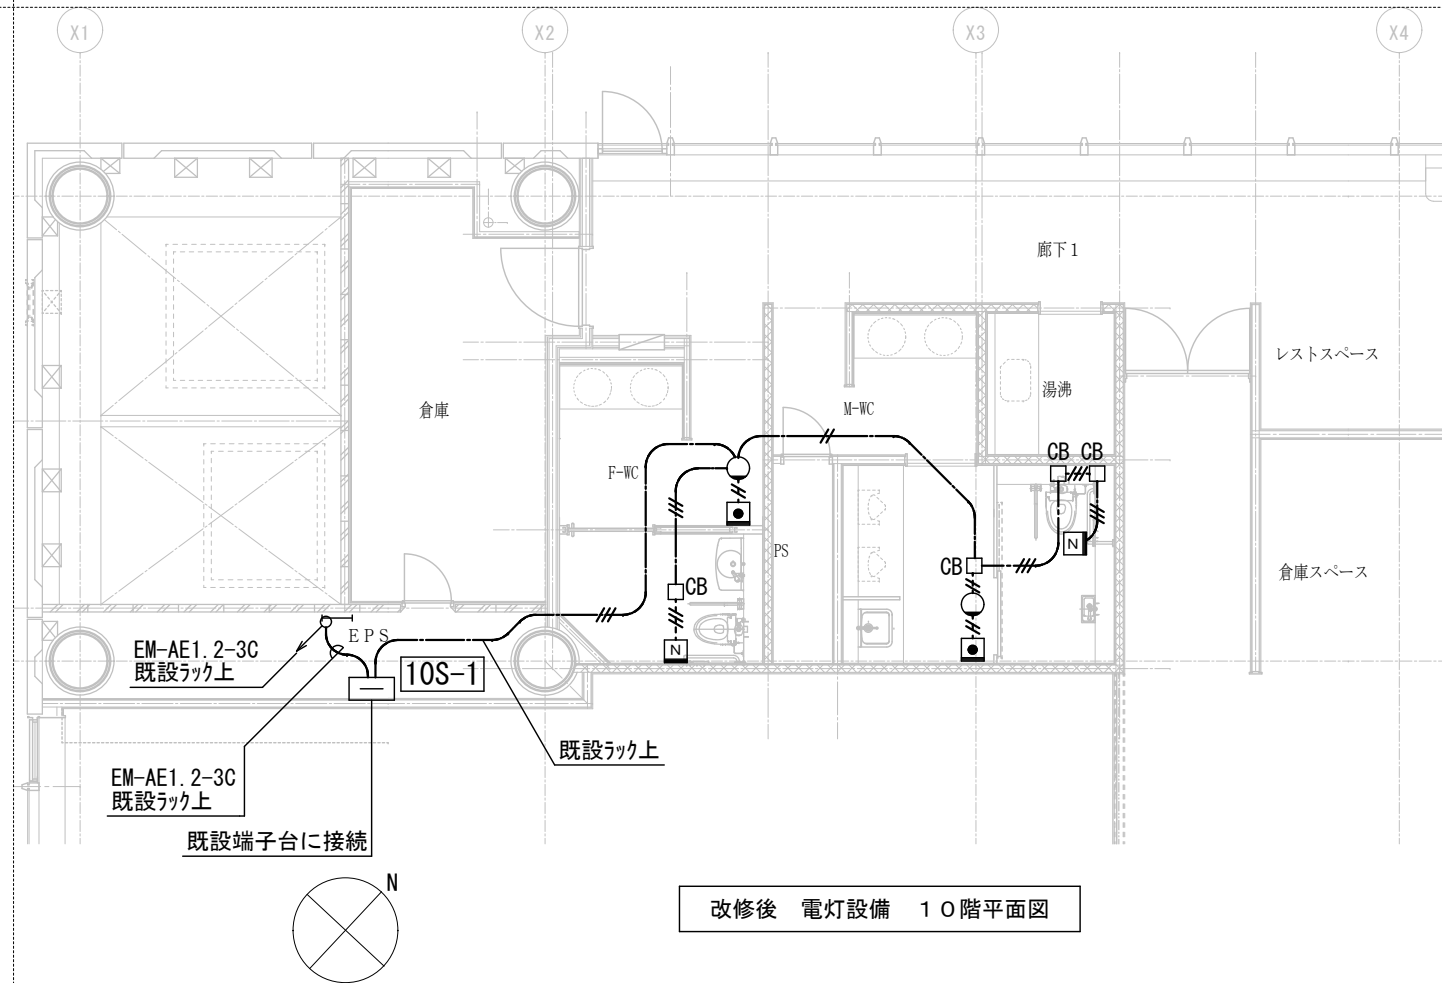 X1
X2
X3
X4
廊下1
レストスペース
湯沸
倉庫
M-WC
F-WC
CB CB
N
PS
CB
CB
倉庫スペース
N
EPS
EM-AE1.2-3C
既設ラック上
10S-1
既設ラック上
EM-AE1.2-3C
既設ラック上
既設端子台に接続
N
改修後 電灯設備 10階平面図